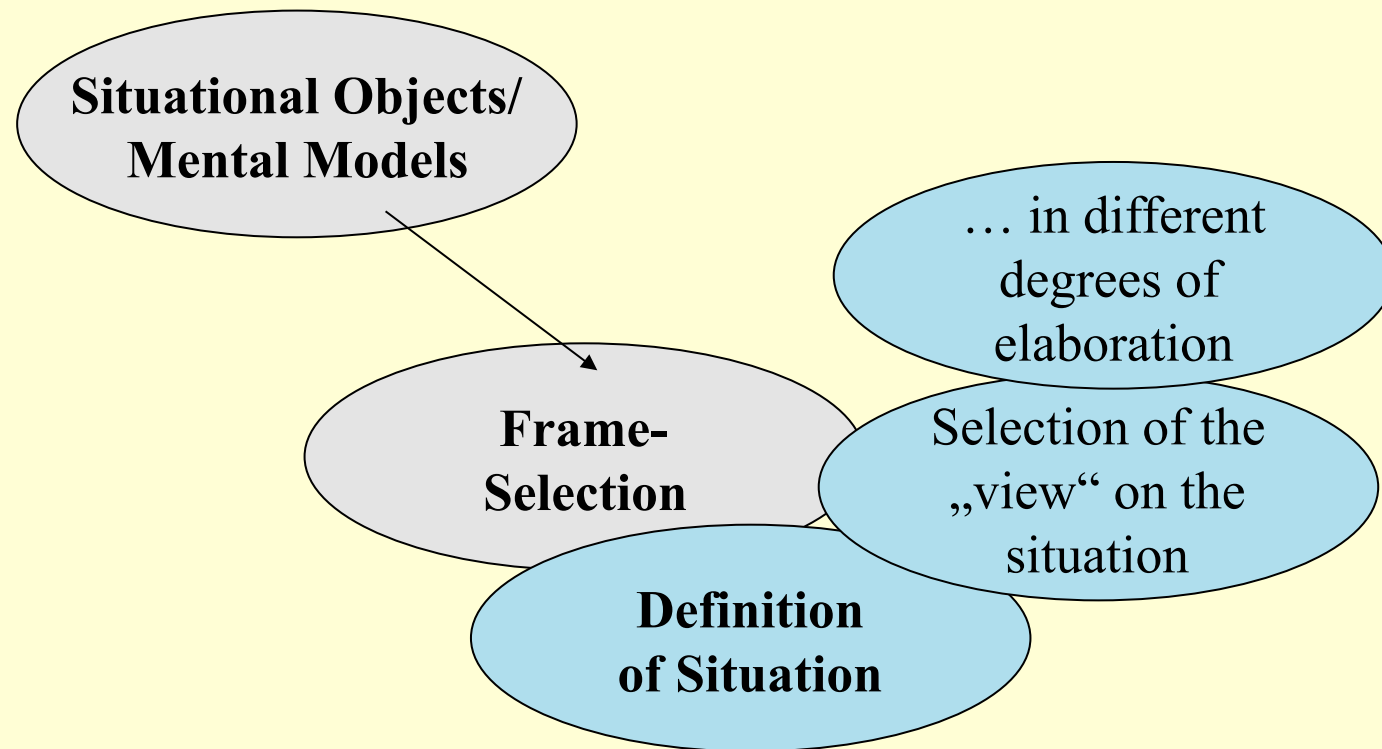 Situational Objects/
Mental Models
… in different
degrees of
elaboration
Frame-
Selection
Selection of the
„view“ on the
situation
Definition
of Situation